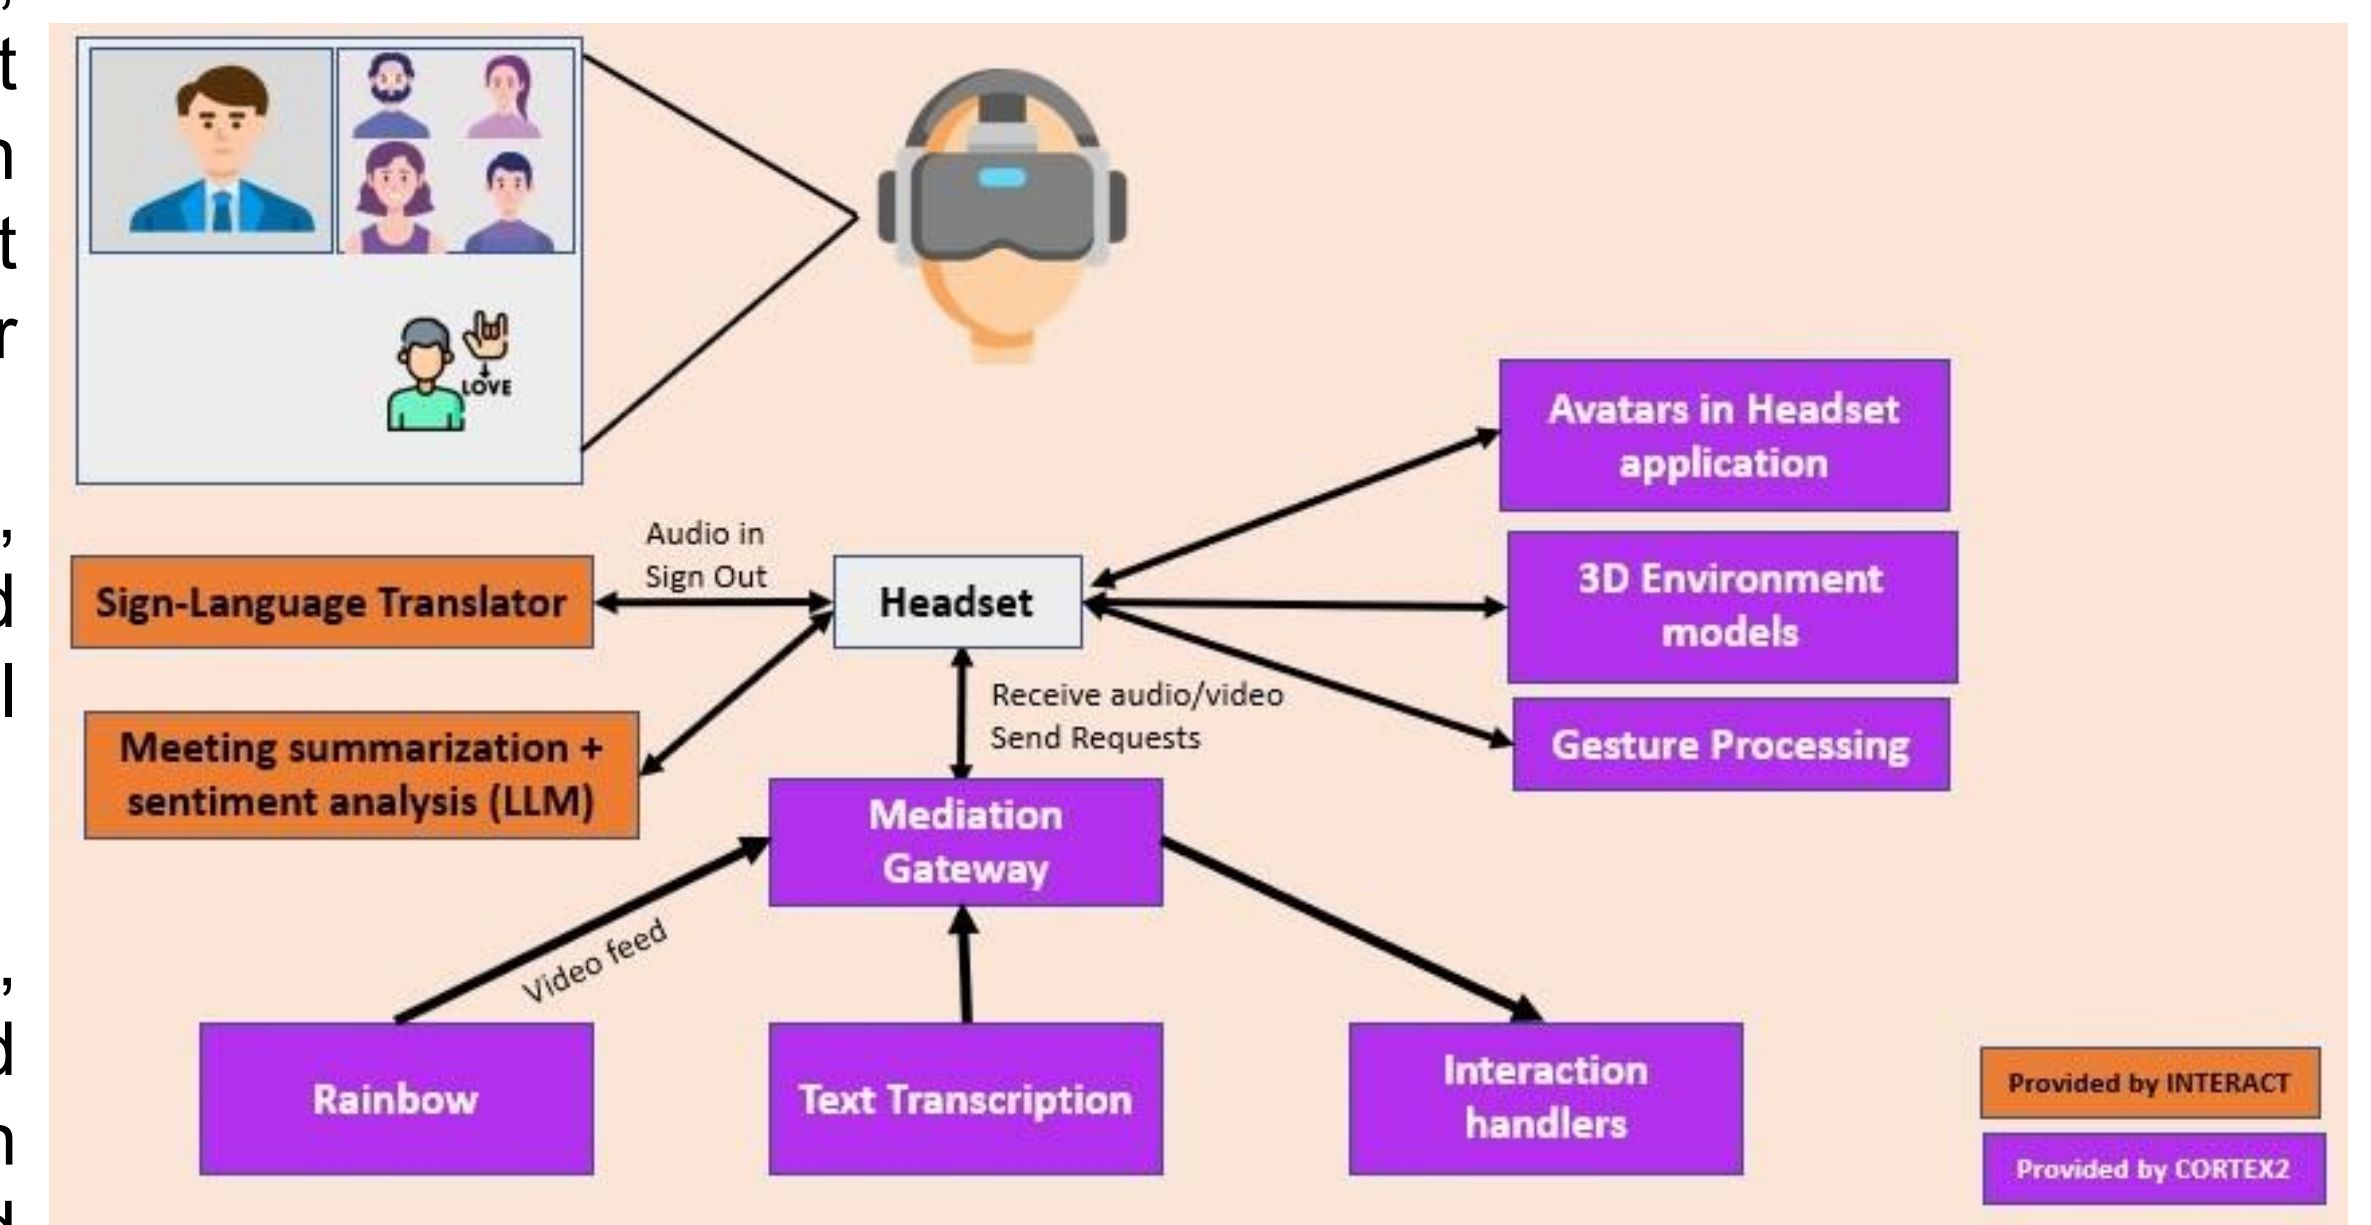 LOVE
Avatars in Headset
application
Audio in
Sign Out
Sign-Language Translator
Headset
3D Environment
models
Receive audio/video
Send Requests
Meeting summarization +
sentiment analysis (LLM)
Gesture Processing
Mediation
Gateway
Video feed
Rainbow
Text Transcription
Interaction
handlers
Provided by INTERACT
Provided by CORTEX2